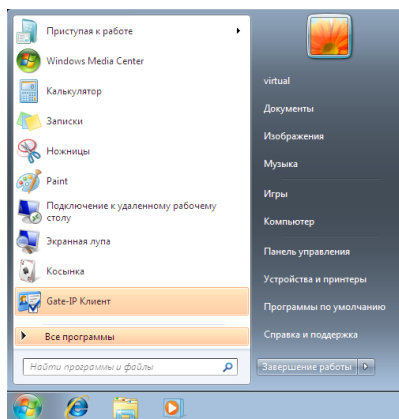 Приступая к работе
Windows Media Center
Калькулятор
Записки
Ножницы
Paint
Подключение к удаленному рабочему
столу
Экранная лупа
Косынка
Gate-IP Клиент
Все программы
Найти программы и файлы
virtual
Документы
Изображения
Музыка
Игры
Компьютер
Панель управления
Устройства и принтеры
Программы по умолчанию
Справка и поддержка
Завершение работы